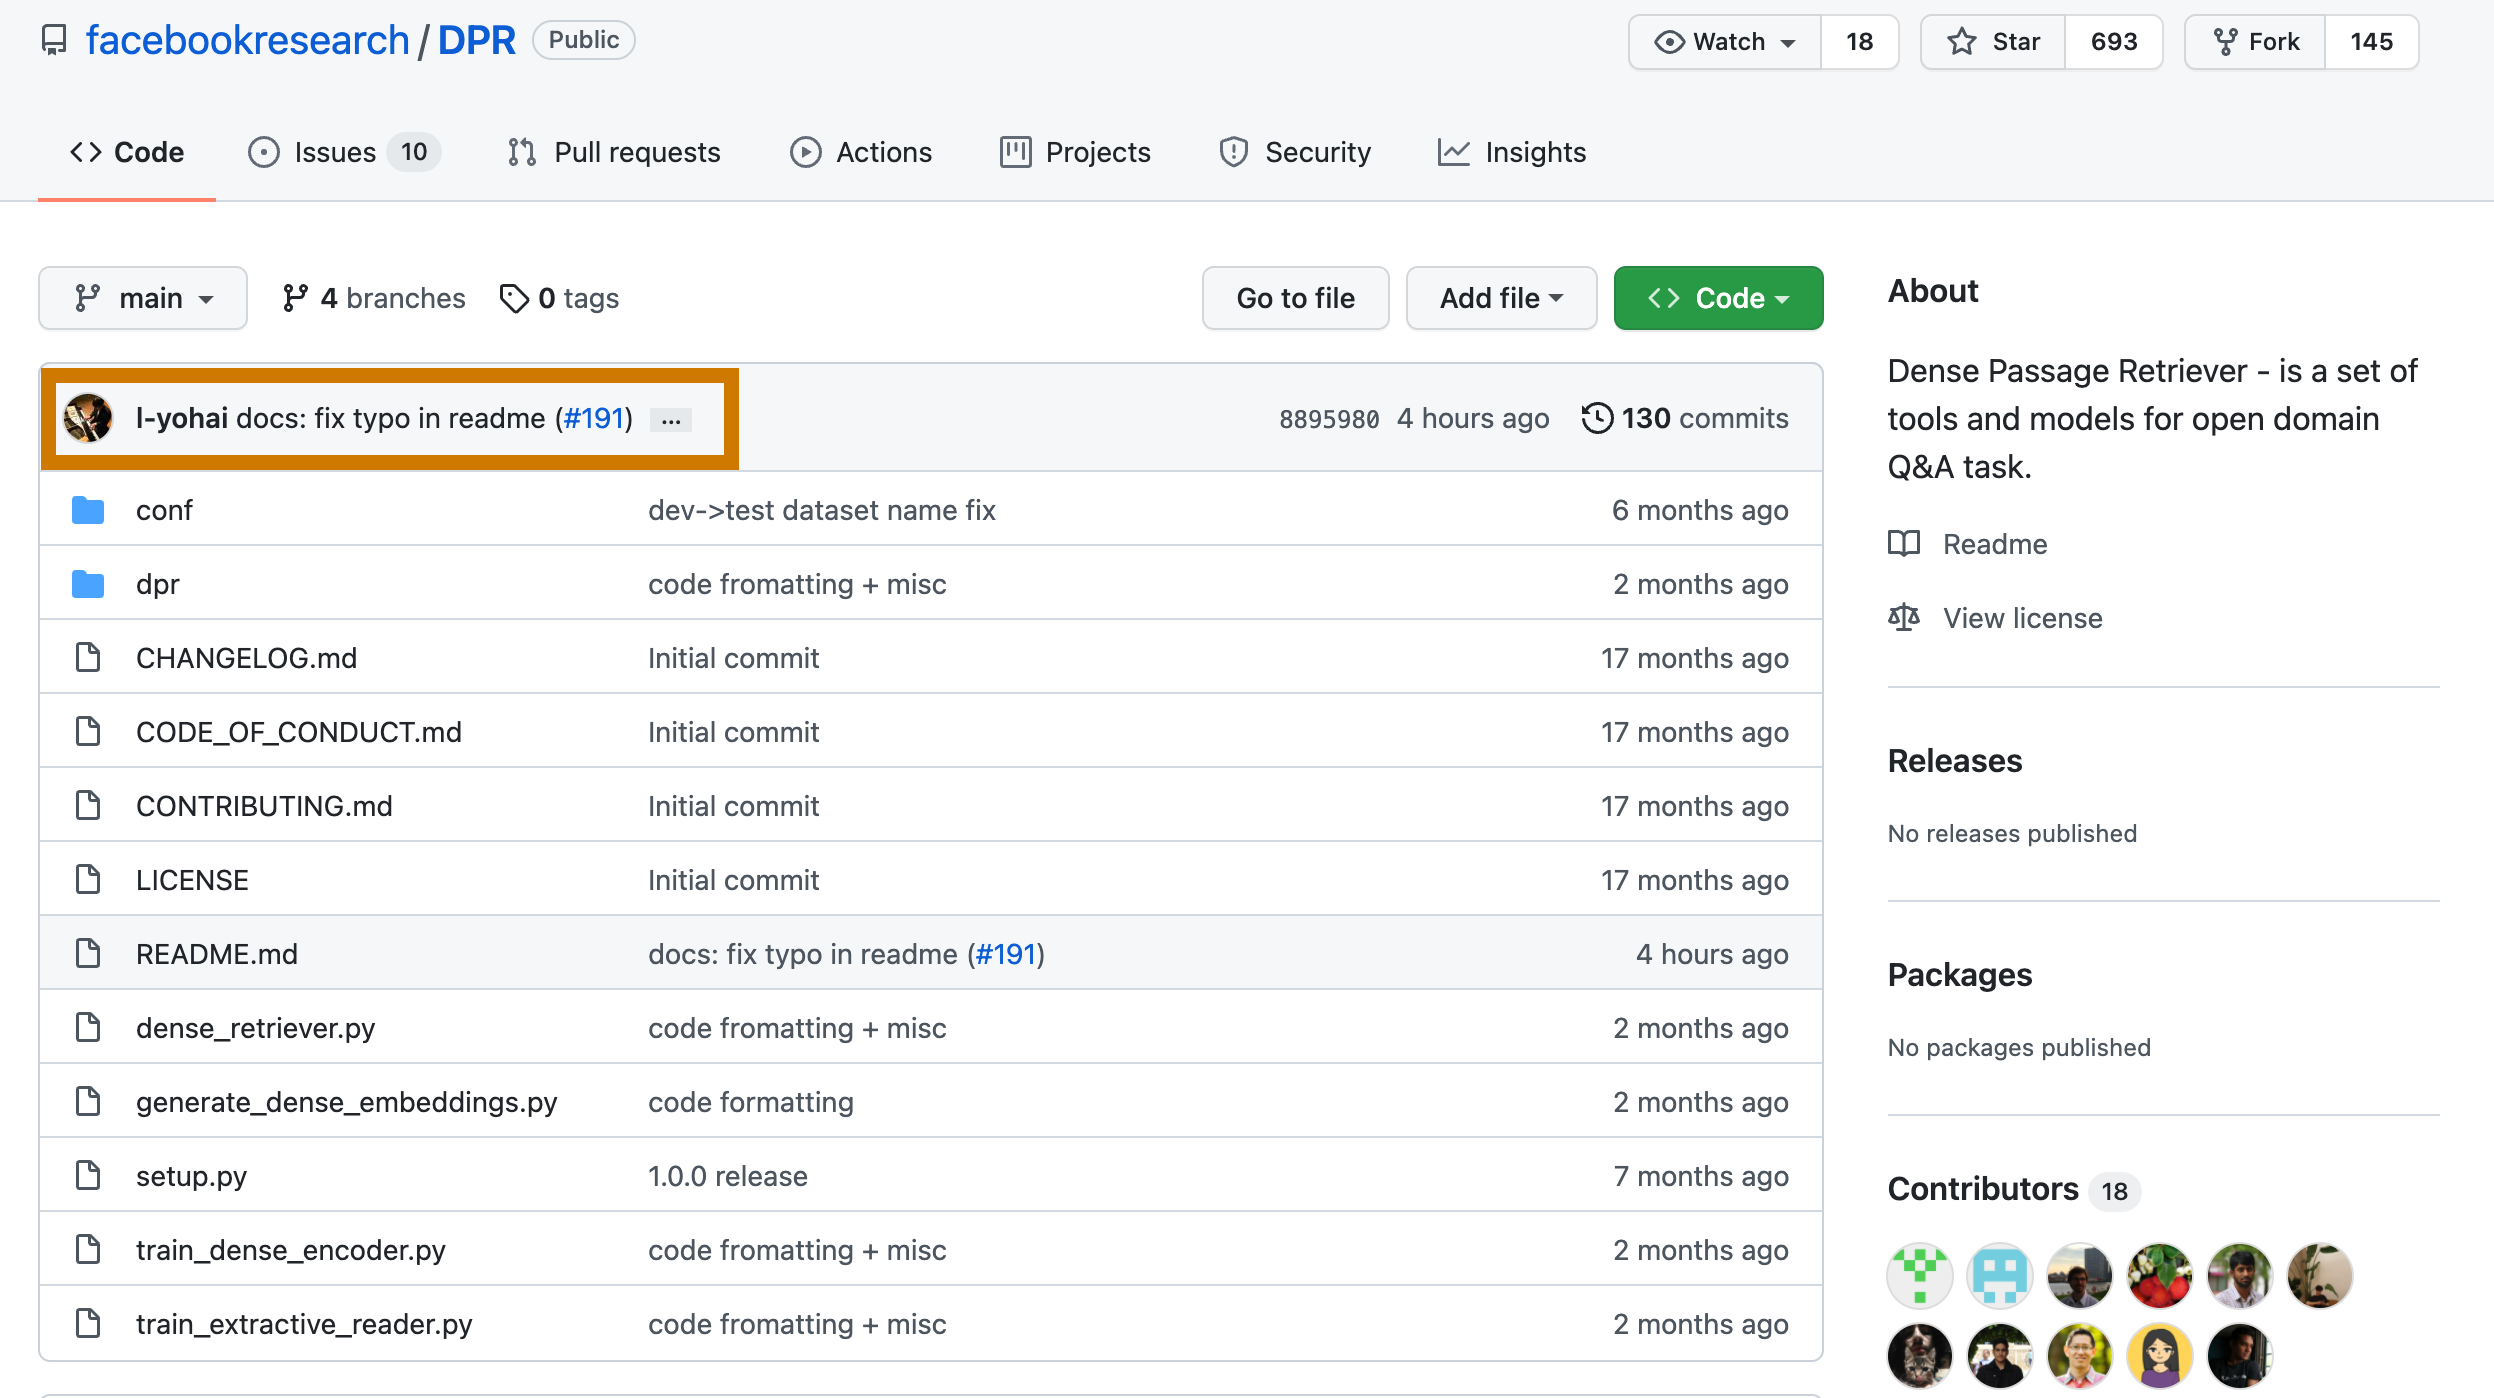 facebookresearch / DPR Public Watch 18 Star 693 Fork 145
Code Issues 10 Pull requests Actions Projects Security Insights
main 4 branches 0 tags Go to file Add file Code
l-yohai docs: fix typo in readme (#191) ... 8895980 4 hours ago 130 commits
conf dev->test dataset name fix 6 months ago
dpr code fromatting + misc 2 months ago
CHANGELOG.md Initial commit 17 months ago
CODE_OF_CONDUCT.md Initial commit 17 months ago
CONTRIBUTING.md Initial commit 17 months ago
LICENSE Initial commit 17 months ago
README.md docs: fix typo in readme (#191) 4 hours ago
dense_retriever.py code fromatting + misc 2 months ago
generate_dense_embeddings.py code formatting 2 months ago
setup.py 1.0.0 release 7 months ago
train_dense_encoder.py code fromatting + misc 2 months ago
train_extractive_reader.py code fromatting + misc 2 months ago
About
Dense Passage Retriever - is a set of
tools and models for open domain
Q&A task.
Readme
View license
Releases
No releases published
Packages
No packages published
Contributors 18